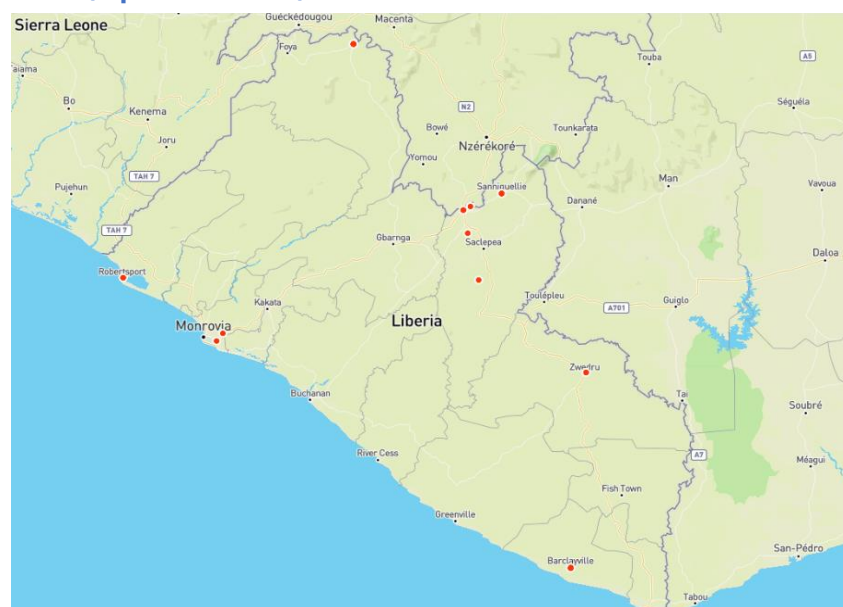 Sierra Leone
Guéckédougou
Macenta
Foya
Touba
A5
Bo
Kenema
N2
Séguéla
Joru
Bowé
Tounkarata
Nzérékoré
Yomou
TAH 7
Man
Pujehun
Sanninuellie
Vavoua
Danané
TAH 7
Gbarnga
Saclepea
Daloa
Robertsport
Toulépleu
Guiglo
Kakata
A701
Monrovia
Liberia
Zwedru
Buchanan
Tai
Soubré
River Cess
A7
Méagui
Fish Town
Greenville
San-Pédro
Barclayville
Tabou